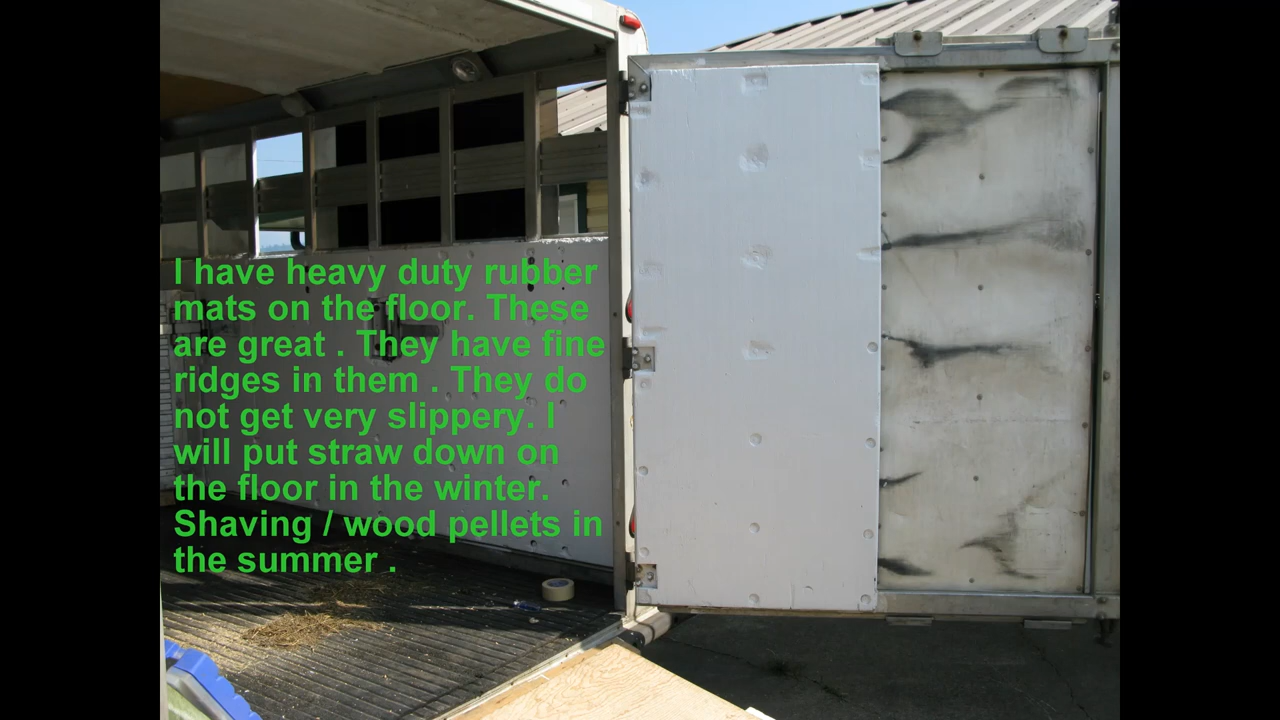 I have heavy duty rubber
mats on the floor. These
are great . They have fine
ridges in them . They do
not get very slippery. I
will put straw down on
the floor in the winter.
Shaving / wood pellets in
the summer .